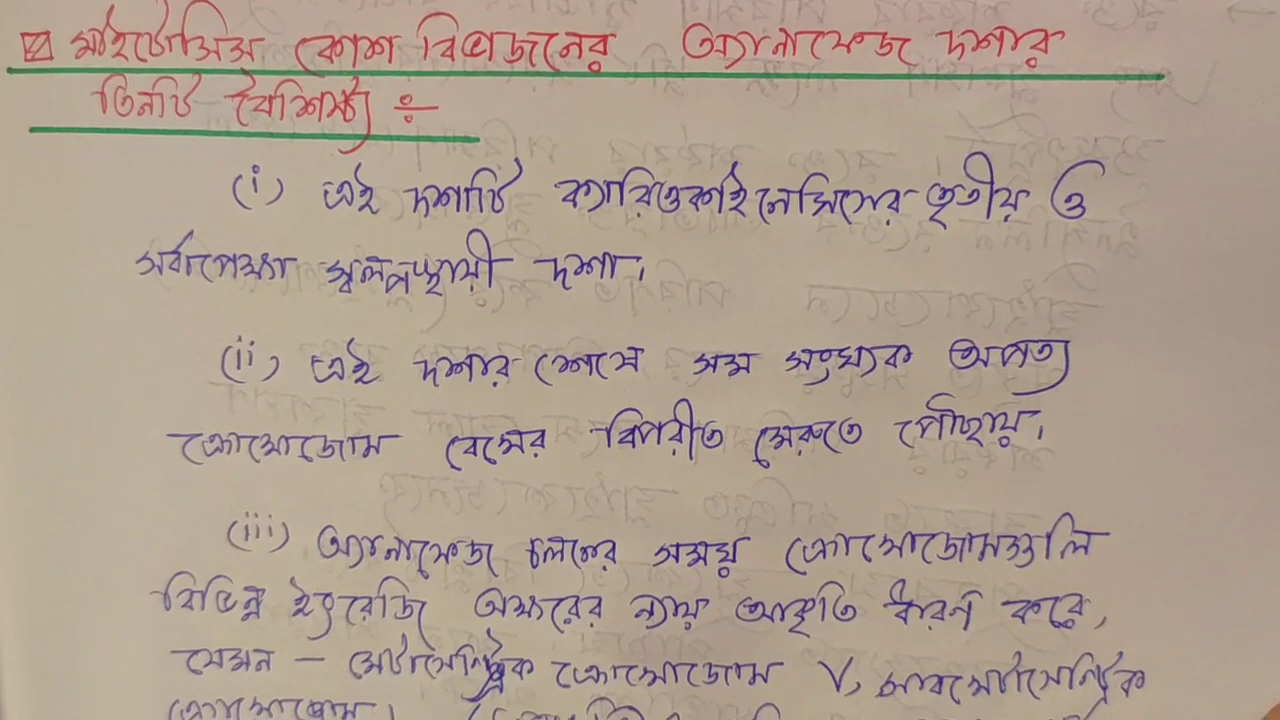 মাইটোসিস কোশ বিভাজনের অ্যানাফেজ দশার
তিনটি বৈশিষ্ট্য ঃ
(i) এই দশাটি ক্যারিওকাইনেসিসের তৃতীয় ও
সর্বাপেক্ষা স্বল্পস্থায়ী দশা।
(ii) এই দশার শেষে সম সংখ্যক অপত্য
ক্রোমোজোম বেমের বিপরীত মেরুতে পৌঁছায়।
(iii) অ্যানাফেজ চলনের সময় ক্রোমোজোমগুলি
বিভিন্ন ইংরেজি অক্ষরের ন্যায় আকৃতি ধারণ করে,
যেমন – মেটাসেন্ট্রিক ক্রোমোজোম V, সাবমেটাসেন্ট্রিক
ক্রোমোজোম